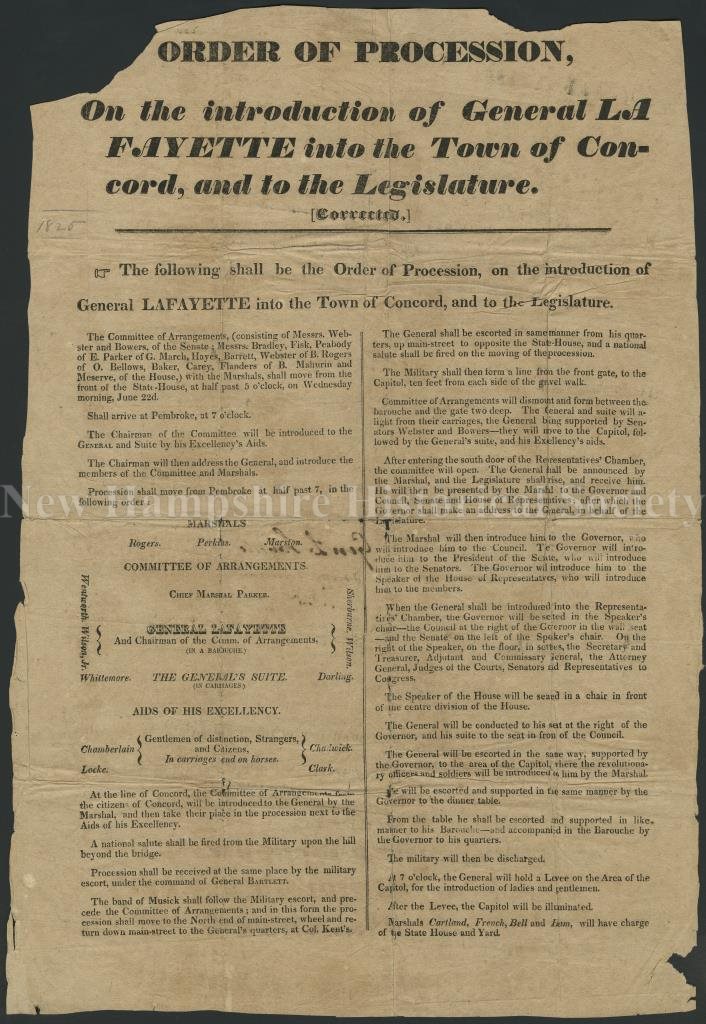 ORDER OF PROCESSION,
On the introduction of General LA
FAYETTE into the Town of Con-
cord, and to the Legislature.
[Corrected.]
1825
☞ The following shall be the Order of Procession, on the introduction of
General LAFAYETTE into the Town of Concord, and to the Legislature.
The Committee of Arrangements, (consisting of Messrs. Web-
ster and Bowers, of the Senate; Messrs. Bradley, Fisk, Peabody
of E. Parker of G. March, Hayes, Barrett, Webster of B. Rogers
of O. Bellows, Baker, Carey, Flanders of B. Mahurin and
Meserve, of the House,) with the Marshals, shall move from the
front of the State-House, at half past 5 o'clock, on Wednesday
morning, June 22d.
Shall arrive at Pembroke, at 7 o'clock.
The Chairman of the Committee will be introduced to the
GENERAL and Suite by his Excellency's Aids.
The Chairman will then address the General, and introduce the
members of the Committee and Marshals.
Procession shall move from Pembroke at half past 7, in the
following order:
MARSHALS
Rogers. Perkins. Marston.
COMMITTEE OF ARRANGEMENTS.
CHIEF MARSHAL PARKER.
Wentworth. Wilson, Jr.
GENERAL LAFAYETTE
And Chairman of the Comm. of Arrangements,
(IN A BAROUCHE)
Sherburne. Wilson.
Whittemore. THE GENERAL'S SUITE. Darling.
(IN CARRIAGES)
AIDS OF HIS EXCELLENCY.
Gentlemen of distinction, Strangers,
Chamberlain and Citizens, Chadwick.
In carriages and on horses.
Locke. Clark.
At the line of Concord, the Committee of Arrangements from
the citizens of Concord, will be introduced to the General by the
Marshal, and then take their place in the procession next to the
Aids of his Excellency.
A national salute shall be fired from the Military upon the hill
beyond the bridge.
Procession shall be received at the same place by the military
escort, under the command of General BARTLETT.
The band of Musick shall follow the Military escort, and pre-
cede the Committee of Arrangements; and in this form the pro-
cession shall move to the North end of main-street, wheel and re-
turn down main-street to the General's quarters, at Col. Kent's.
The General shall be escorted in same manner from his quar-
ters, up main-street to opposite the State-House, and a national
salute shall be fired on the moving of the procession.
The Military shall then form a line from the front gate, to the
Capitol, ten feet from each side of the gravel walk.
Committee of Arrangements will dismount and form between the
barouche and the gate two deep. The General and suite will a-
light from their carriages, the General being supported by Sen-
ators Webster and Bowers—they will move to the Capitol, fol-
lowed by the General's suite, and his Exellency's aids.
After entering the south door of the Representatives' Chamber,
the committee will open. The General shall be announced by
the Marshal, and the Legislature shall rise, and receive him.
He will then be presented by the Marshal to the Governor and
Council, Senate and House of Representatives, after which the
Governor shall make an address to the General, in behalf of the
Legislature.
The Marshal will then introduce him to the Governor, who
will introduce him to the Council. Te Governor will intro-
duce him to the President of the Senate, who will introduce
him to the Senators. The Governor will introduce him to the
Speaker of the House of Representatves, who will introduce
him to the members.
When the General shall be introduced into the Representa-
tives' Chamber, the Governor will be seated in the Speaker's
chair—the Council at the right of the Governor in the wall seat
—and the Senate on the left of the Speaker's chair. On the
right of the Speaker, on the floor, in settes, the Secretary and
Treasurer, Adjutant and Commissary General, the Attorney
General, Judges of the Courts, Senators and Representatives to
Congress.
The Speaker of the House will be seated in a chair in front
of the centre division of the House.
The General will be conducted to his seat at the right of the
Governor, and his suite to the seat in front of the Council.
The General will be escorted in the same way, supported by
the Governor, to the area of the Capitol, where the revolutiona-
ry officers and soldiers will be introduced to him by the Marshal.
He will be escorted and supported in the same manner by the
Governor to the dinner table.
From the table he shall be escorted and supported in like
manner to his Barouche—and accompanied in the Barouche by
the Governor to his quarters.
The military will then be discharged.
At 7 o'clock, the General will hold a Levee on the Area of the
Capitol, for the introduction of ladies and gentlemen.
After the Levee, the Capitol will be illuminated.
Marshals Cartland, French, Bell and Ham, will have charge
of the State House and Yard.
New Hampshire Historical Society